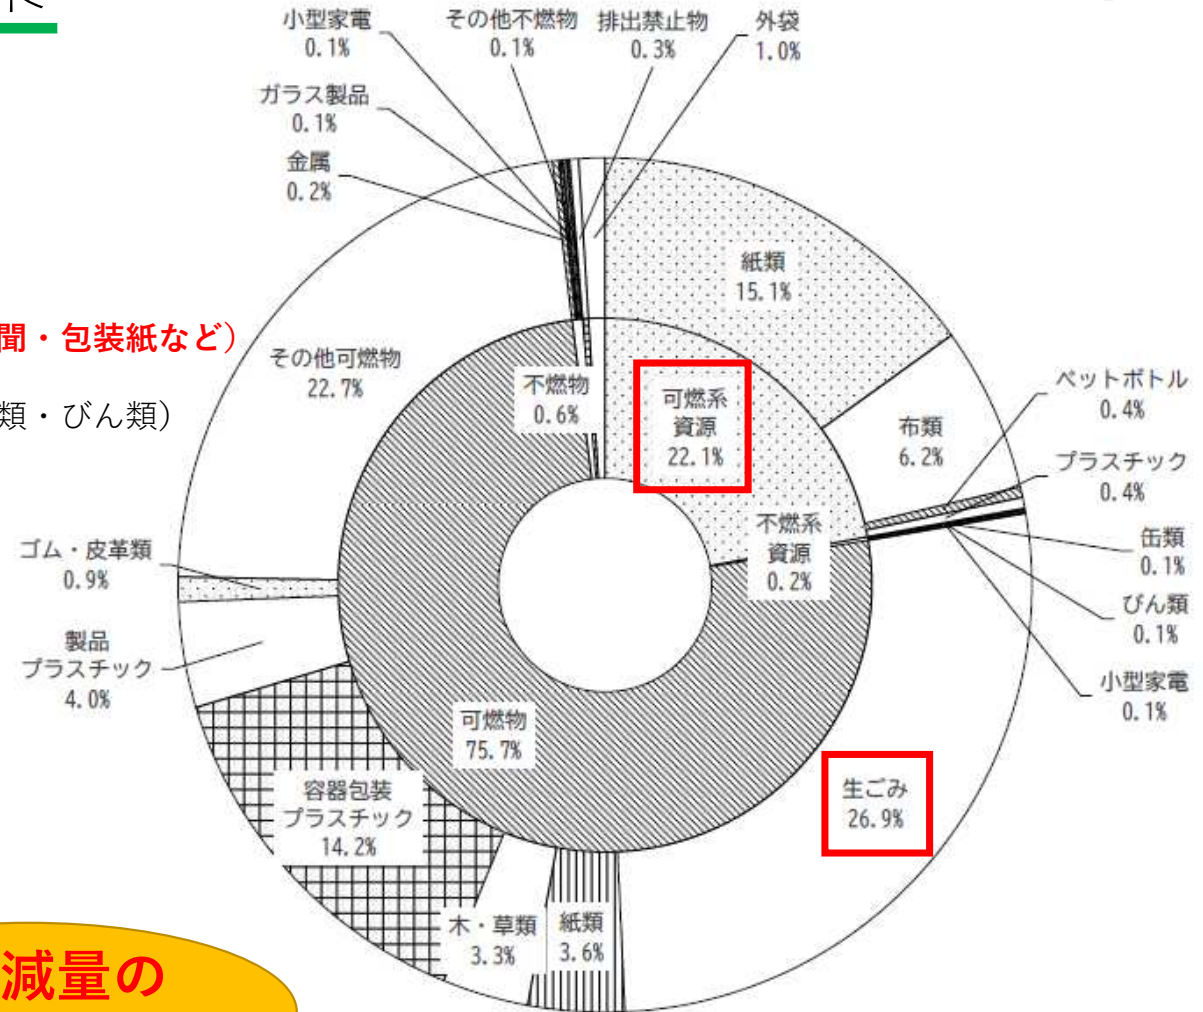 小型家電
0.1%
その他不燃物
0.1%
排出禁止物
0.3%
外袋
1.0%
ガラス製品
0.1%
金属
0.2%
紙類
15.1%
聞・包装紙など）
類・びん類）
その他可燃物
22.7%
不燃物
0.6%
可燃系
資源
22.1%
布類
6.2%
ペットボトル
0.4%
プラスチック
0.4%
不燃系
資源
0.2%
缶類
0.1%
びん類
0.1%
小型家電
0.1%
ゴム・皮革類
0.9%
製品
プラスチック
4.0%
可燃物
75.7%
生ごみ
26.9%
容器包装
プラスチック
14.2%
木・草類
3.3%
紙類
3.6%
減量の